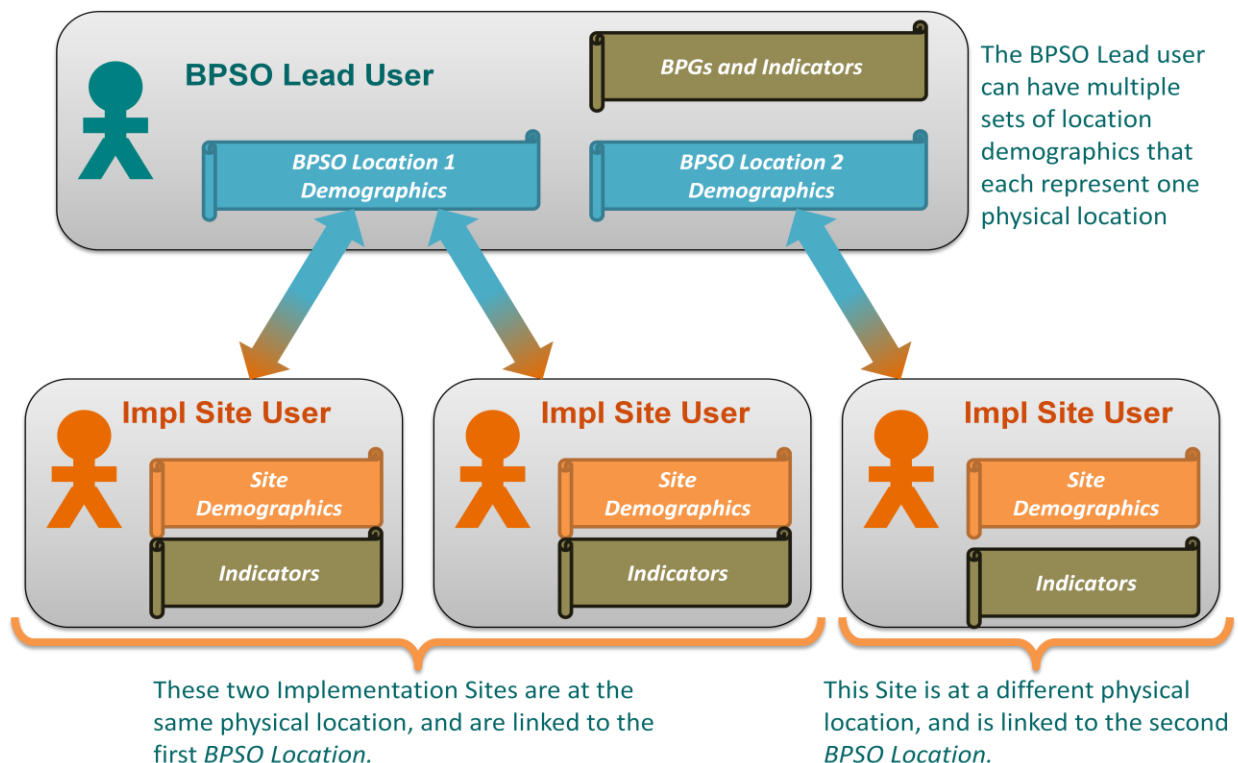 BPSO Lead User
BPGs and Indicators
BPSO Location 1
Demographics
BPSO Location 2
Demographics
The BPSO Lead user
can have multiple
sets of location
demographics that
each represent one
physical location
Impl Site User
Site
Demographics
Indicators
Impl Site User
Site
Demographics
Indicators
Impl Site User
Site
Demographics
Indicators
These two Implementation Sites are at the
same physical location, and are linked to the
first BPSO Location.
This Site is at a different physical
location, and is linked to the second
BPSO Location.